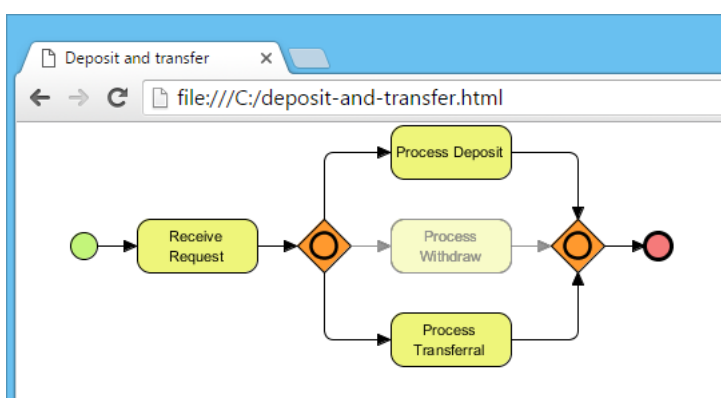 Deposit and transfer
file:///C:/deposit-and-transfer.html
Process Deposit
Receive
Request
Process
Withdraw
Process
Transferral